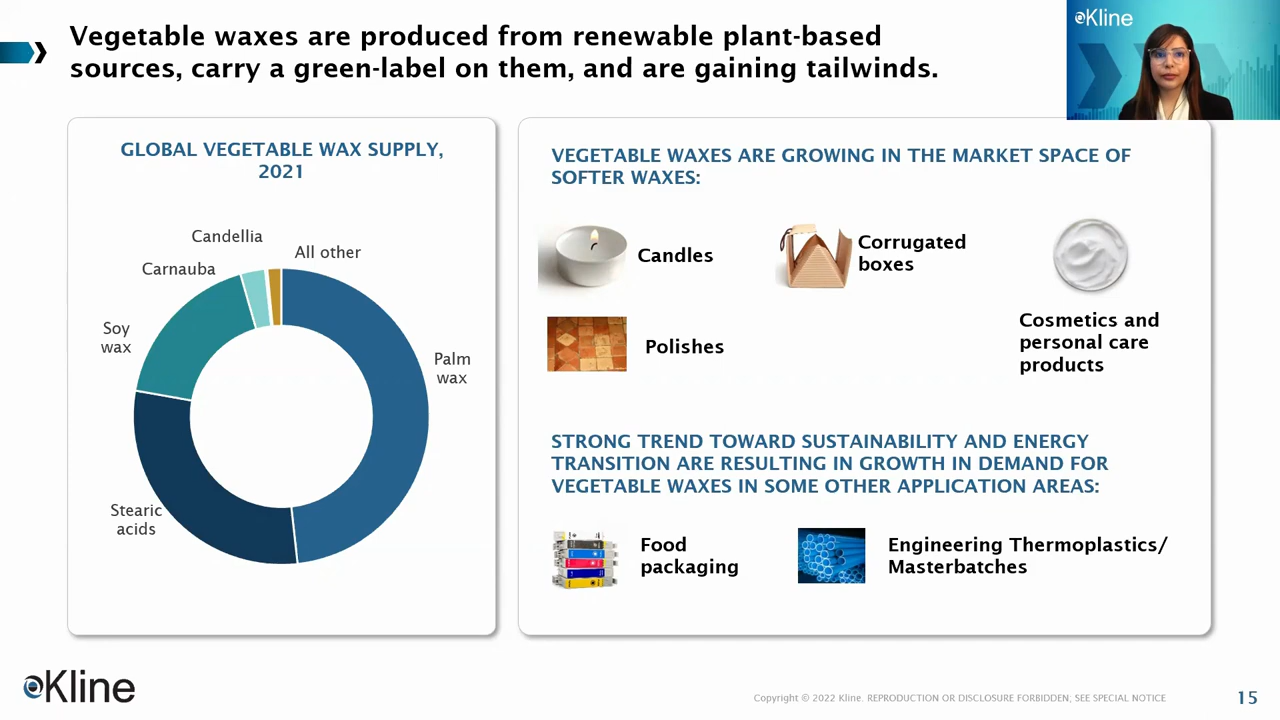 Vegetable waxes are produced from renewable plant-based
sources, carry a green-label on them, and are gaining tailwinds.
Kline
GLOBAL VEGETABLE WAX SUPPLY,
2021
Candellia
All other
Carnauba
Soy
wax
Palm
wax
Stearic
acids
VEGETABLE WAXES ARE GROWING IN THE MARKET SPACE OF
SOFTER WAXES:
Candles
Corrugated
boxes
Polishes
Cosmetics and
personal care
products
STRONG TREND TOWARD SUSTAINABILITY AND ENERGY
TRANSITION ARE RESULTING IN GROWTH IN DEMAND FOR
VEGETABLE WAXES IN SOME OTHER APPLICATION AREAS:
Food
packaging
Engineering Thermoplastics/
Masterbatches
Kline
Copyright © 2022 Kline. REPRODUCTION OR DISCLOSURE FORBIDDEN; SEE SPECIAL NOTICE
15